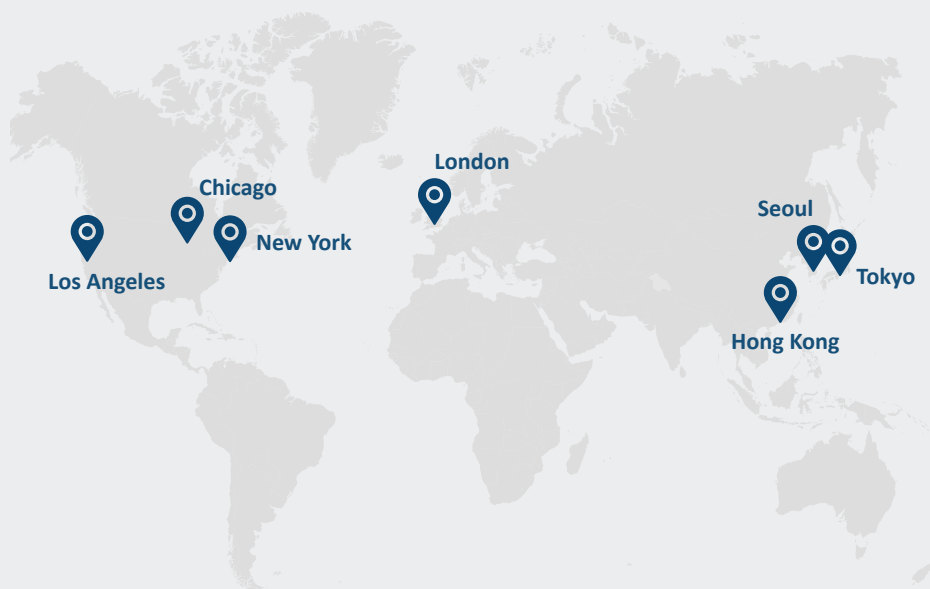 London
Chicago
Seoul
New York
Tokyo
Los Angeles
Hong Kong